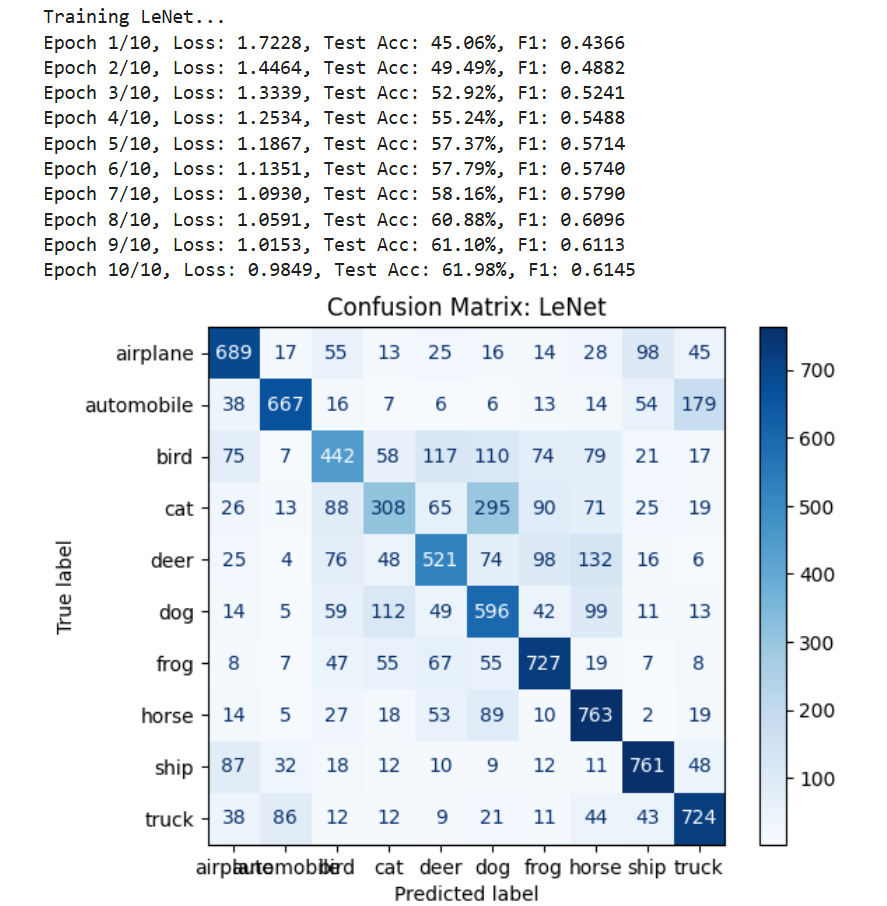 Training LeNet...
Epoch 1/10, Loss: 1.7228, Test Acc: 45.06%, F1: 0.4366
Epoch 2/10, Loss: 1.4464, Test Acc: 49.49%, F1: 0.4882
Epoch 3/10, Loss: 1.3339, Test Acc: 52.92%, F1: 0.5241
Epoch 4/10, Loss: 1.2534, Test Acc: 55.24%, F1: 0.5488
Epoch 5/10, Loss: 1.1867, Test Acc: 57.37%, F1: 0.5714
Epoch 6/10, Loss: 1.1351, Test Acc: 57.79%, F1: 0.5740
Epoch 7/10, Loss: 1.0930, Test Acc: 58.16%, F1: 0.5790
Epoch 8/10, Loss: 1.0591, Test Acc: 60.88%, F1: 0.6096
Epoch 9/10, Loss: 1.0153, Test Acc: 61.10%, F1: 0.6113
Epoch 10/10, Loss: 0.9849, Test Acc: 61.98%, F1: 0.6145
Confusion Matrix: LeNet
True label
airplane 689 17 55 13 25 16 14 28 98 45
automobile 38 667 16 7 6 6 13 14 54 179
bird 75 7 442 58 117 110 74 79 21 17
cat 26 13 88 308 65 295 90 71 25 19
deer 25 4 76 48 521 74 98 132 16 6
dog 14 5 59 112 49 596 42 99 11 13
frog 8 7 47 55 67 55 727 19 7 8
horse 14 5 27 18 53 89 10 763 2 19
ship 87 32 18 12 10 9 12 11 761 48
truck 38 86 12 12 9 21 11 44 43 724
airplane automobile bird cat deer dog frog horse ship truck
Predicted label
700
600
500
400
300
200
100